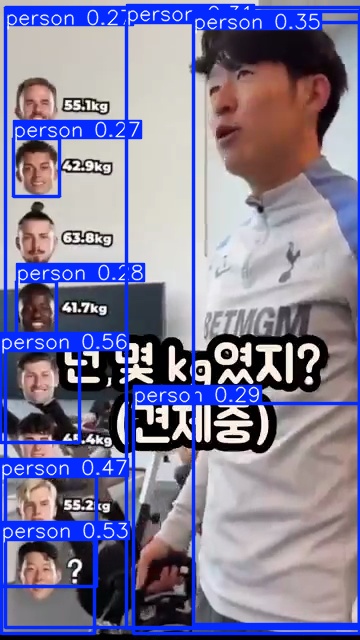 person 0.27
person 0.31
person 0.35
55.1kg
person 0.27
42.9kg
63.8kg
person 0.28
41.7kg
BETMGM
person 0.56
넌 몇 kg였지?
person 0.29
(견제중)
person 0.47
55.2kg
person 0.53
?